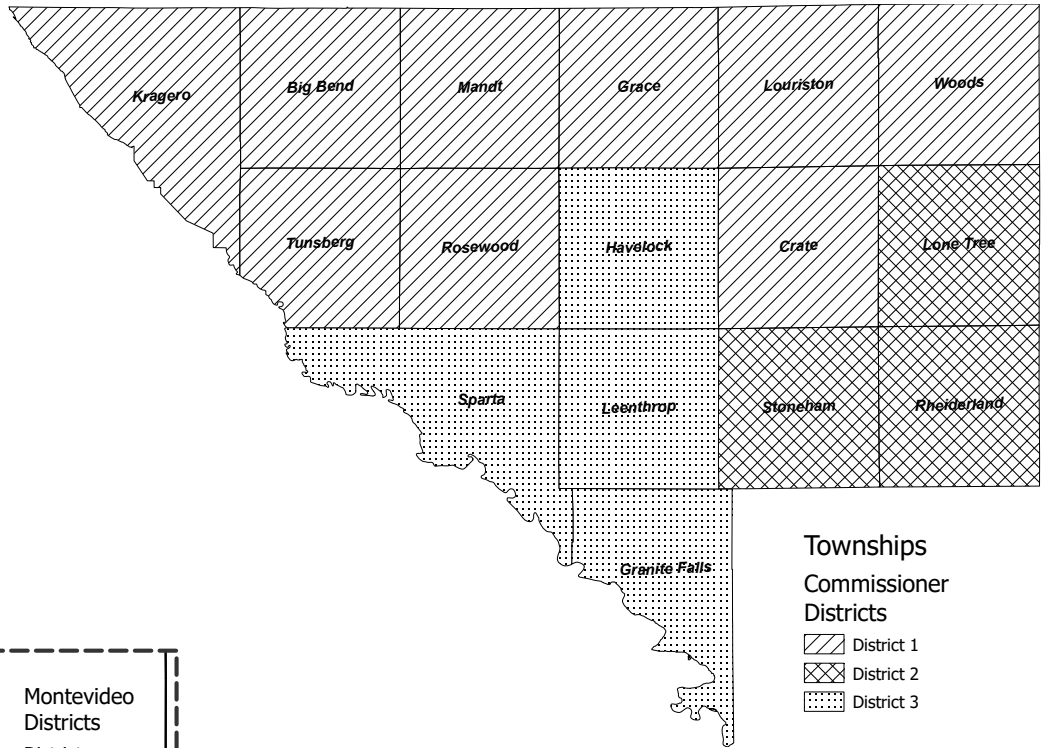 Kragero
Big Bend
Mandt
Grace
Louriston
Woods
Tunsberg
Rosewood
Havelock
Crate
Lone Tree
Sparta
Leenthrop
Stoneham
Rheiderland
Granite Falls
Townships
Commissioner
Districts
District 1
District 2
District 3
Montevideo
Districts